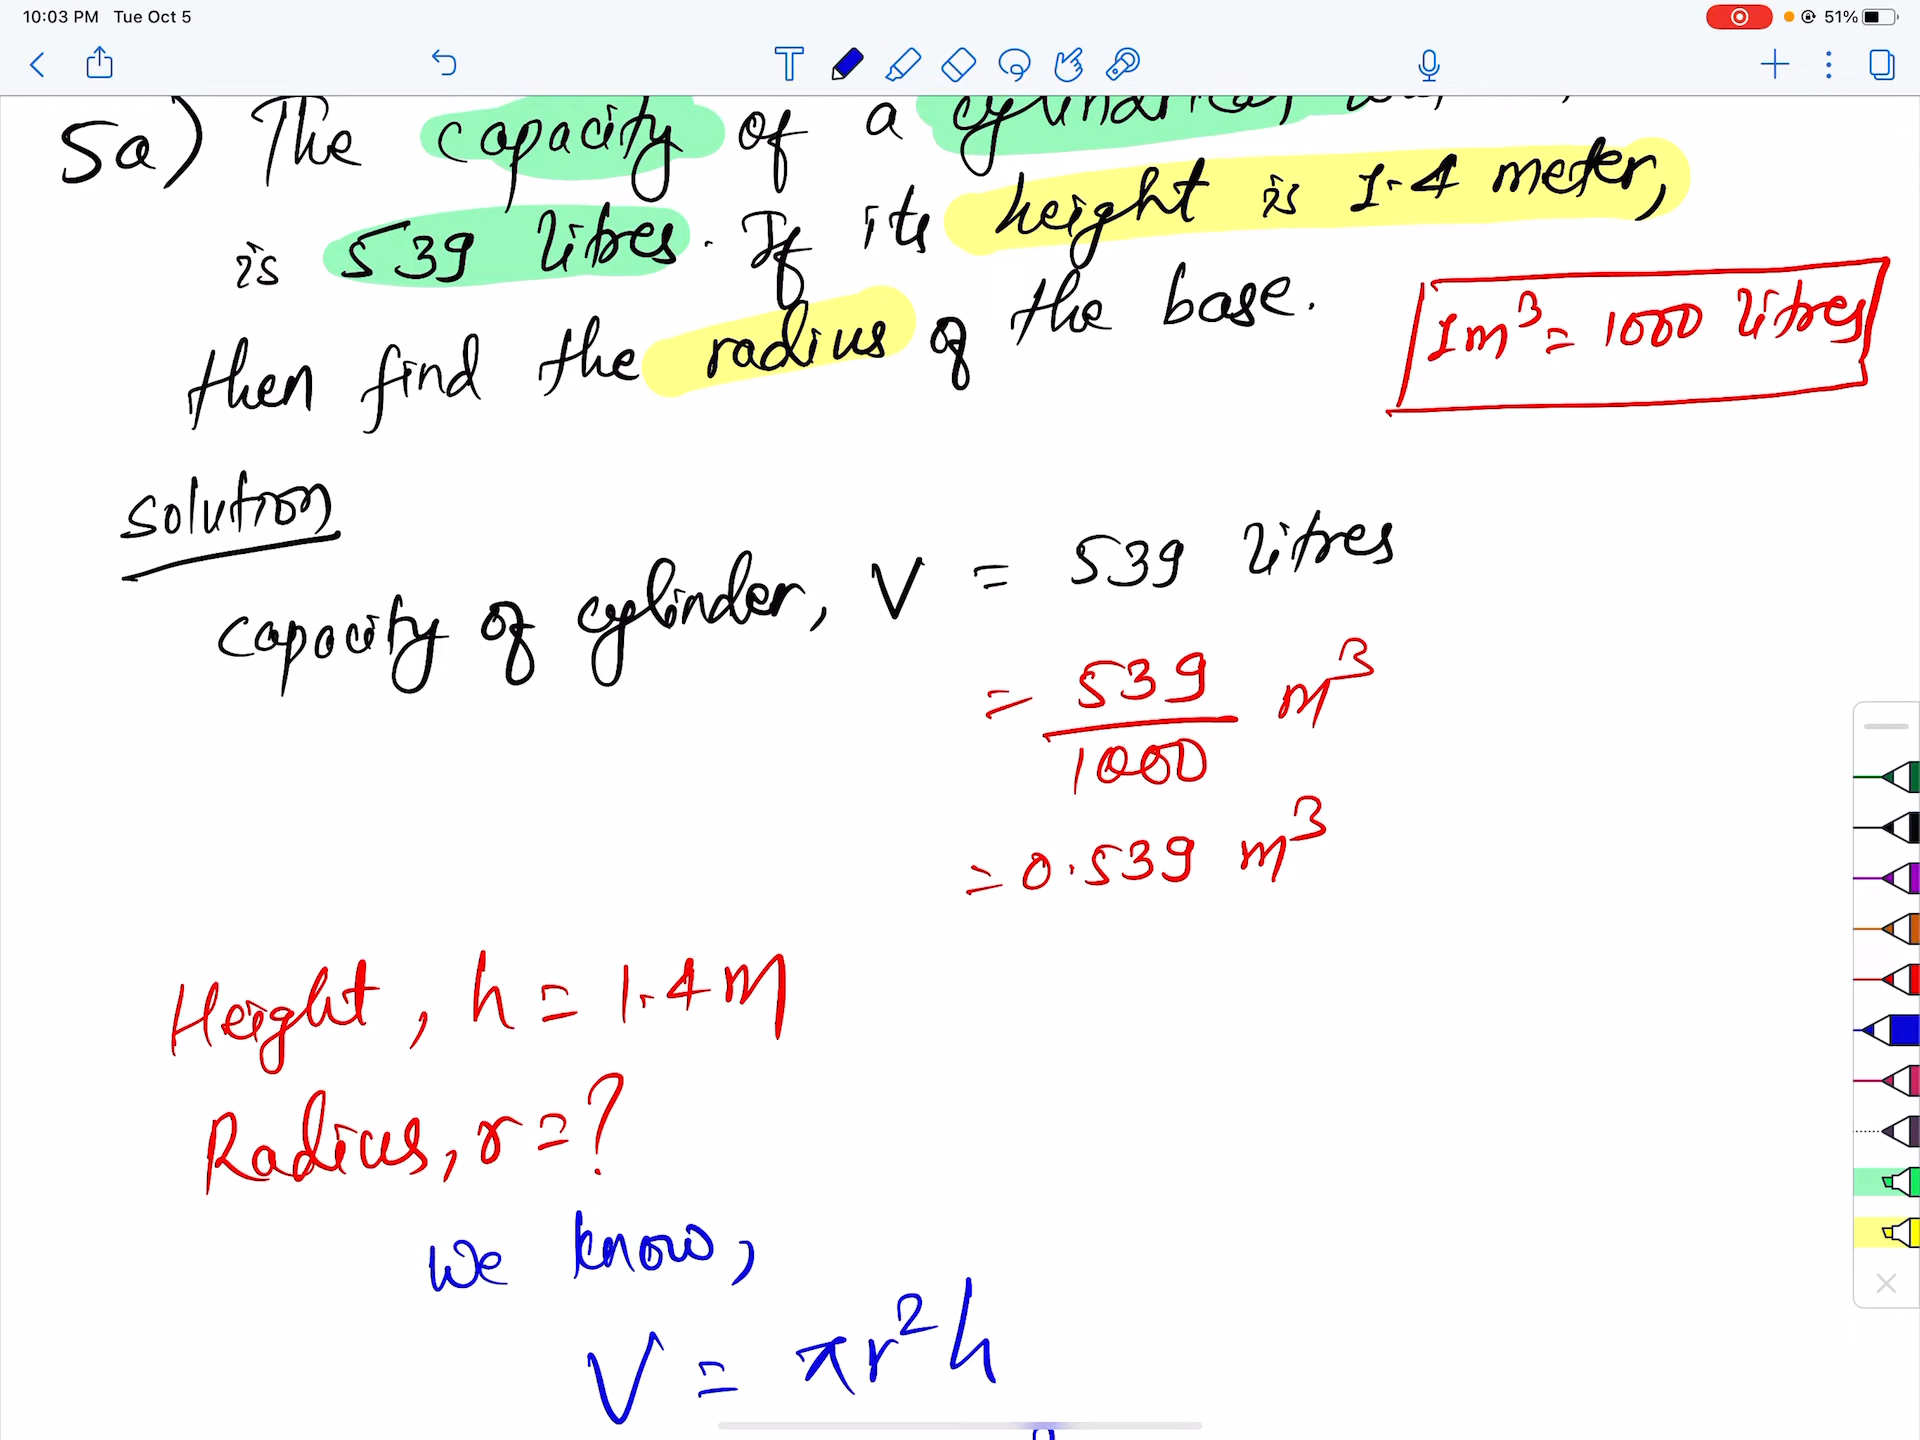 10:03 PM Tue Oct 5
51%
5a) The capacity of a cylindrical
is 539 litres. If its height is 1.4 meter,
then find the radius of the base.
1m³ = 1000 litres
Solution
capacity of cylinder, V = 539 litres
= 539/1000 m³
= 0.539 m³
Height, h = 1.4m
Radius, r = ?
We know,
V = πr²h